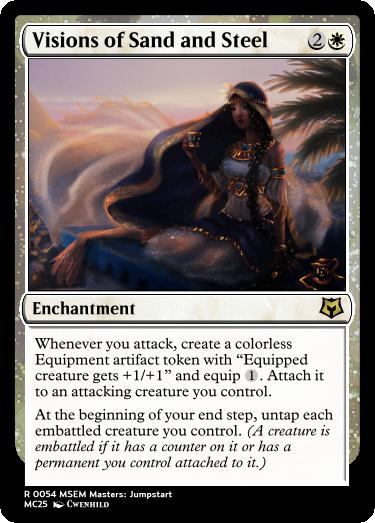 Visions of Sand and Steel 2
Enchantment
Whenever you attack, create a colorless
Equipment artifact token with “Equipped
creature gets +1/+1” and equip 1. Attach it
to an attacking creature you control.
At the beginning of your end step, untap each
embattled creature you control. (A creature is
embattled if it has a counter on it or has a
permanent you control attached to it.)
R 0054 MSEM Masters: Jumpstart
MC25 Cwenhild